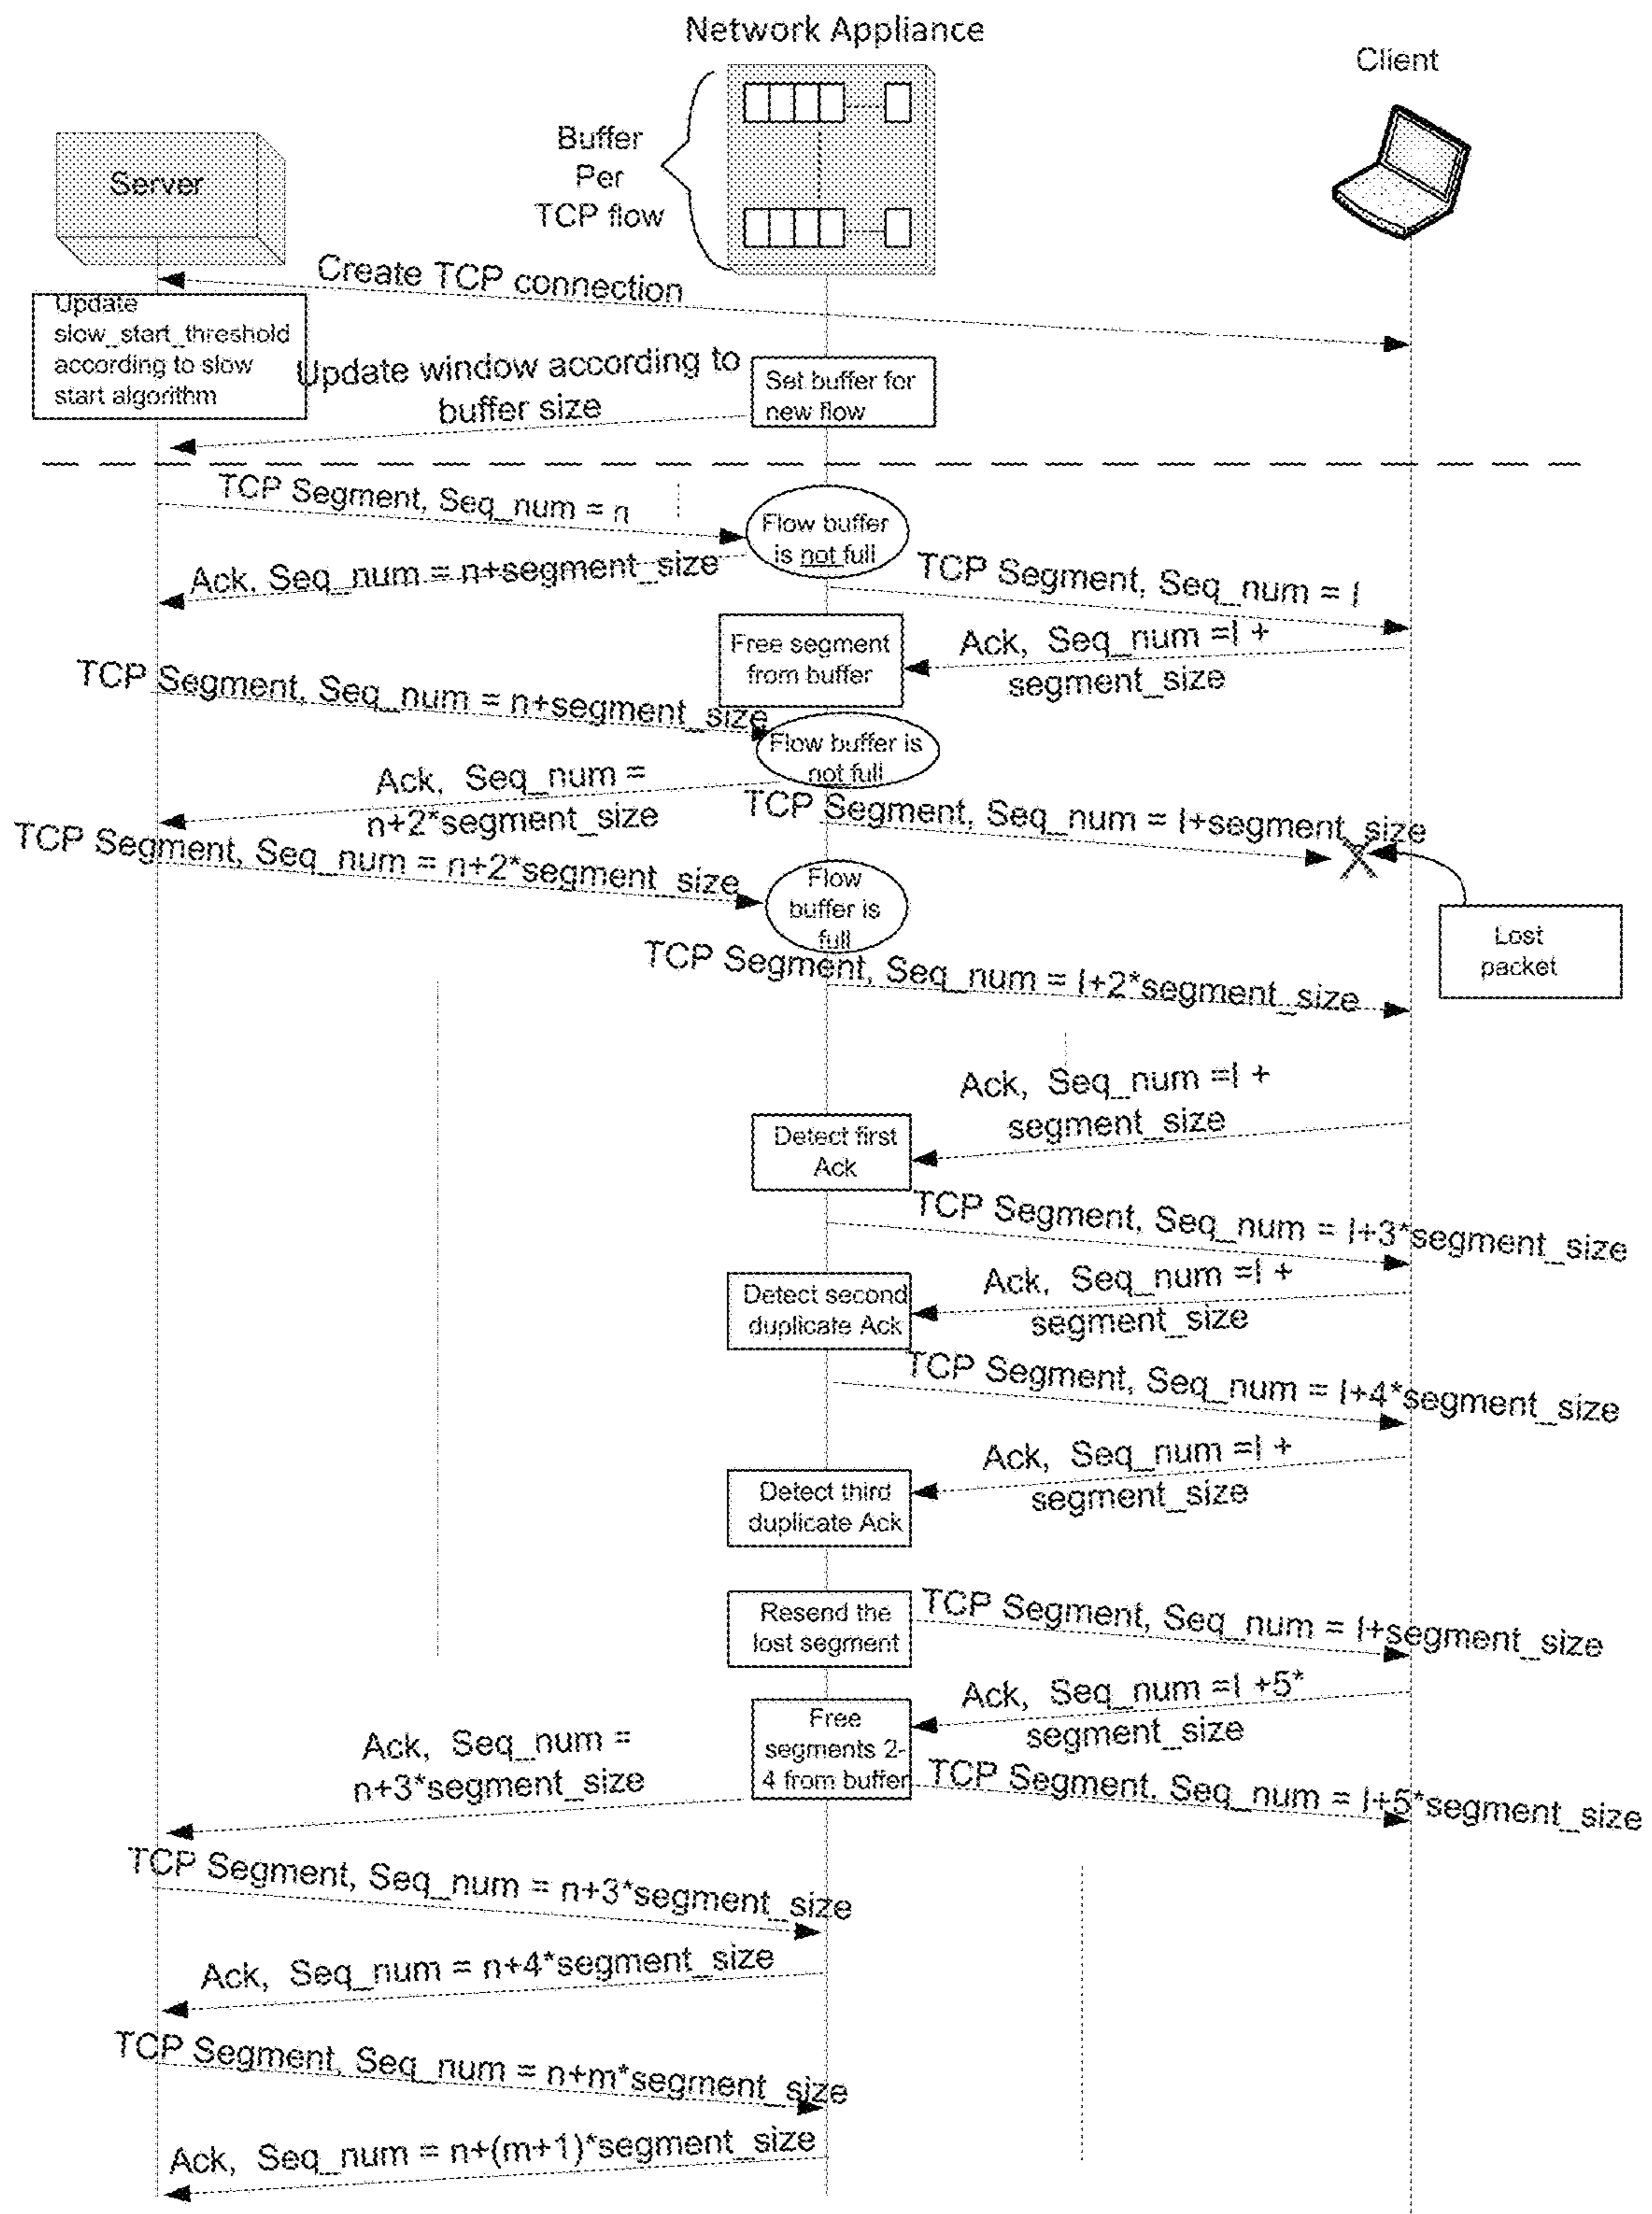 Network Appliance
Client
Buffer
Per
TCP flow
Server
Create TCP connection
Update
slow_start_threshold
according to slow
start algorithm
Update window according to
buffer size
Set buffer for
new flow
TCP Segment, Seq_num = n
Flow buffer
is not full
Ack, Seq_num = n+segment_size
TCP Segment, Seq_num = l
Free segment
from buffer
Ack, Seq_num =l +
segment_size
TCP Segment, Seq_num = n+segment_size
Flow buffer is
not full
Ack, Seq_num =
n+2*segment_size
TCP Segment, Seq_num = l+segment_size
TCP Segment, Seq_num = n+2*segment_size
Flow
buffer is
full
Lost
packet
TCP Segment, Seq_num = l+2*segment_size
Ack, Seq_num =l +
segment_size
Detect first
Ack
TCP Segment, Seq_num = l+3*segment_size
Ack, Seq_num =l +
segment_size
Detect second
duplicate Ack
TCP Segment, Seq_num = l+4*segment_size
Ack, Seq_num =l +
segment_size
Detect third
duplicate Ack
Resend the
lost segment
TCP Segment, Seq_num = l+segment_size
Ack, Seq_num =l +5*
segment_size
Free
segments 2-
4 from buffer
Ack, Seq_num =
n+3*segment_size
TCP Segment, Seq_num = l+5*segment_size
TCP Segment, Seq_num = n+3*segment_size
Ack, Seq_num = n+4*segment_size
TCP Segment, Seq_num = n+m*segment_size
Ack, Seq_num = n+(m+1)*segment_size